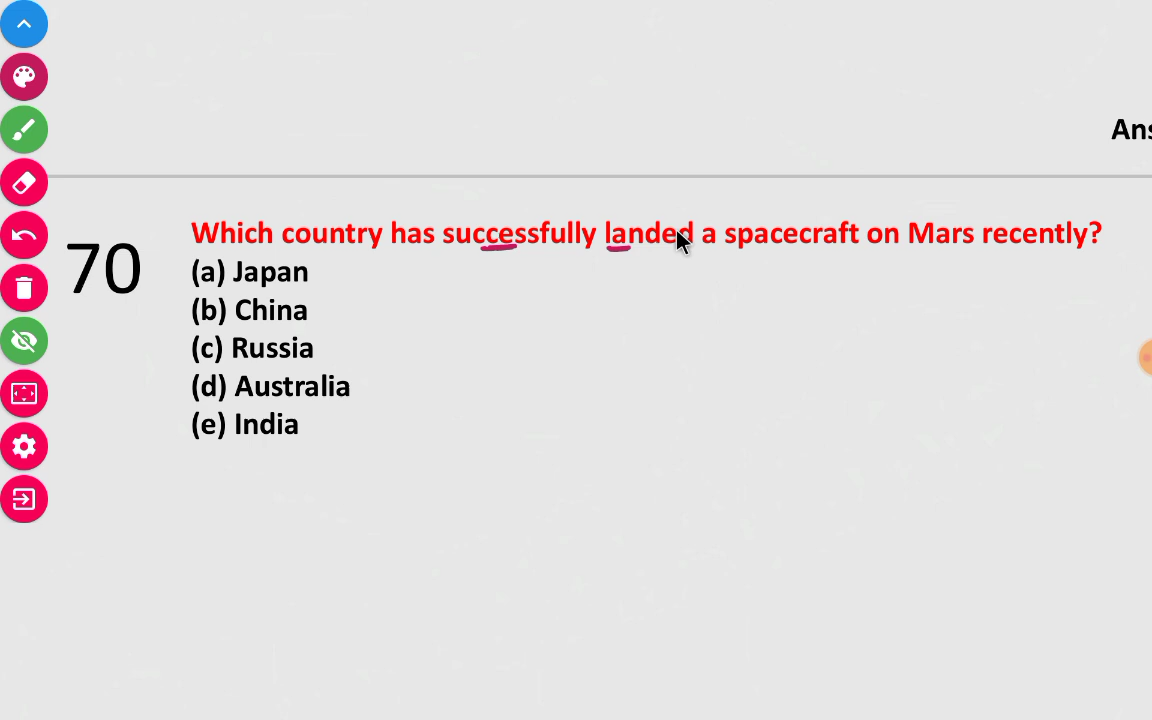 Ans
70
Which country has successfully landed a spacecraft on Mars recently?
(a) Japan
(b) China
(c) Russia
(d) Australia
(e) India